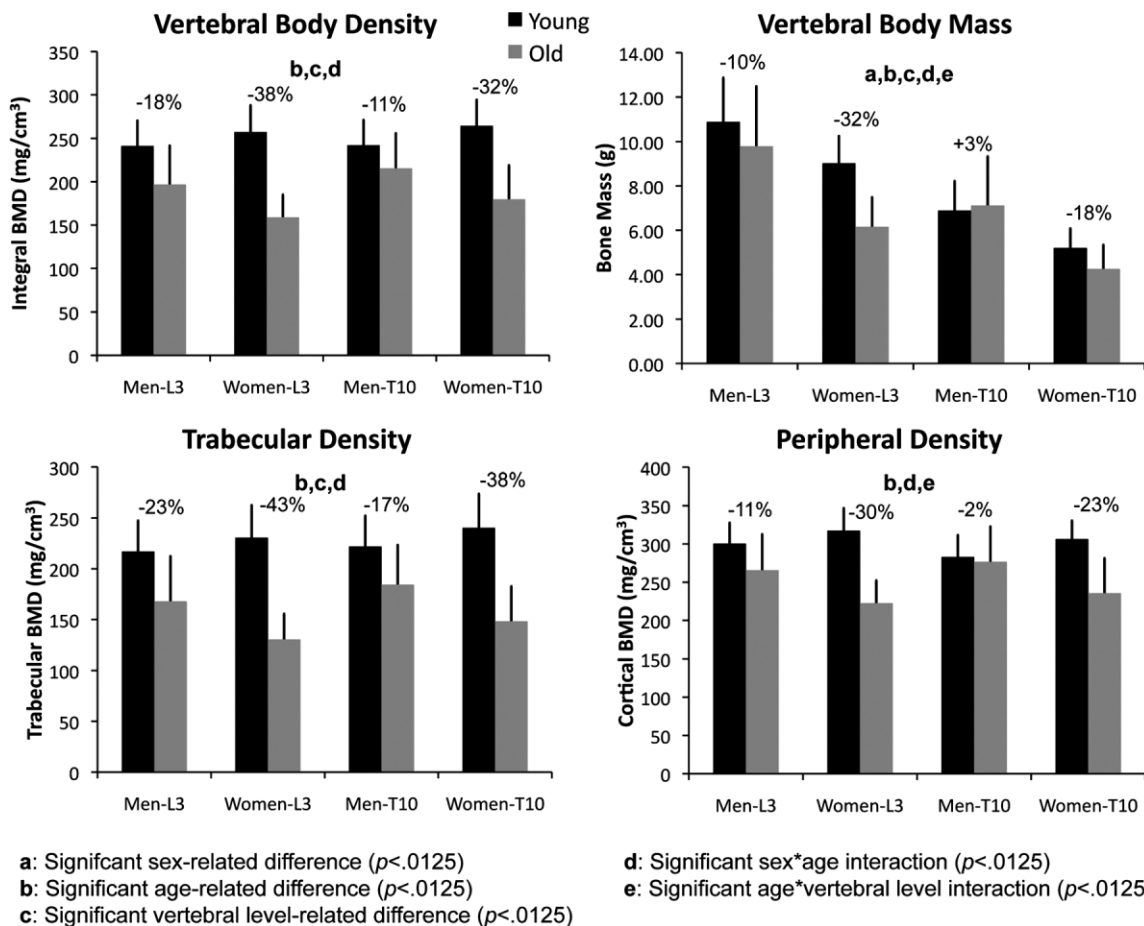 Vertebral Body Density
Young
Old
b,c,d
-18%
-38%
-11%
-32%
Integral BMD (mg/cm³)
350
300
250
200
150
100
50
0
Men-L3
Women-L3
Men-T10
Women-T10
Vertebral Body Mass
a,b,c,d,e
-10%
-32%
+3%
-18%
Bone Mass (g)
14.00
12.00
10.00
8.00
6.00
4.00
2.00
0.00
Men-L3
Women-L3
Men-T10
Women-T10
Trabecular Density
b,c,d
-23%
-43%
-17%
-38%
Trabecular BMD (mg/cm³)
300
250
200
150
100
50
0
Men-L3
Women-L3
Men-T10
Women-T10
Peripheral Density
b,d,e
-11%
-30%
-2%
-23%
Cortical BMD (mg/cm³)
400
350
300
250
200
150
100
50
0
Men-L3
Women-L3
Men-T10
Women-T10
a: Signifcant sex-related difference (p<.0125)
b: Significant age-related difference (p<.0125)
c: Significant vertebral level-related difference (p<.0125)
d: Significant sex*age interaction (p<.0125)
e: Significant age*vertebral level interaction (p<.0125